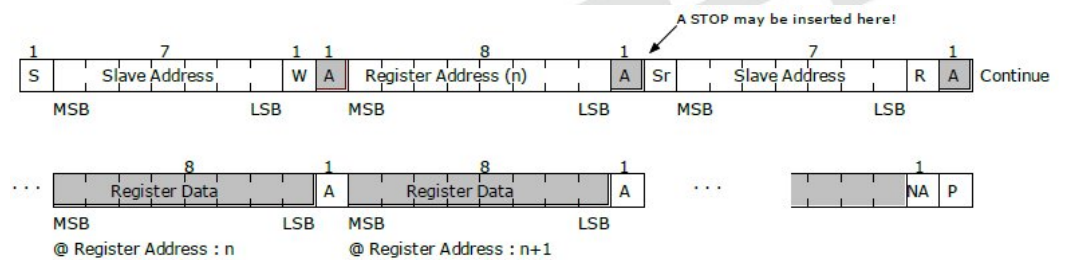 A STOP may be inserted here!
1 7 1 1 8 1 7 1
S Slave Address W A Register Address (n) A Sr Slave Address R A Continue
MSB LSB MSB LSB MSB LSB
8 1 8 1 1
. . . Register Data A Register Data A . . . NA P
MSB LSB MSB LSB
@ Register Address : n @ Register Address : n+1